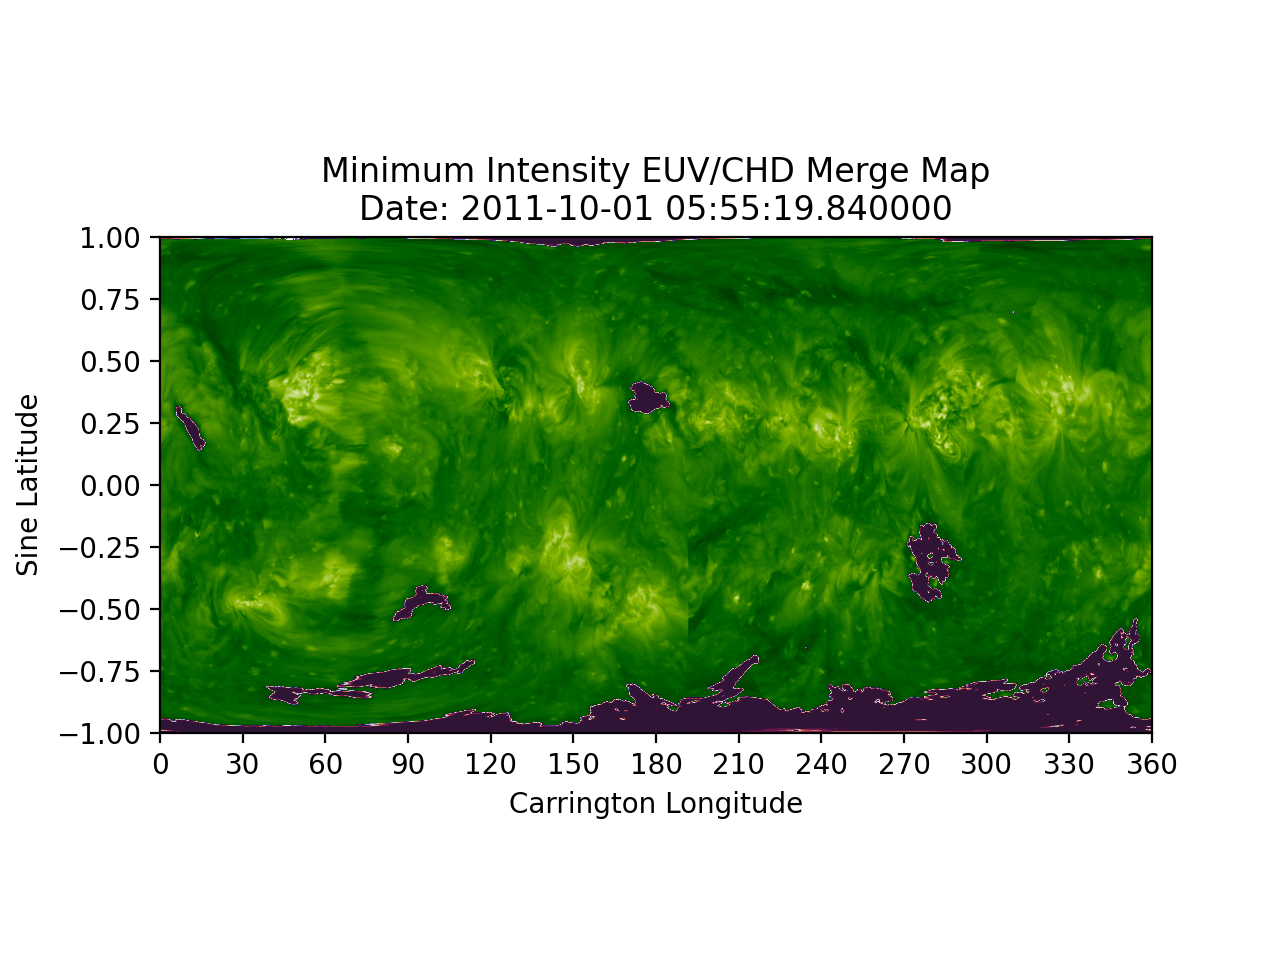 Minimum Intensity EUV/CHD Merge Map
Date: 2011-10-01 05:55:19.840000
1.00
0.75
0.50
0.25
0.00
−0.25
−0.50
−0.75
−1.00
Sine Latitude
0 30 60 90 120 150 180 210 240 270 300 330 360
Carrington Longitude